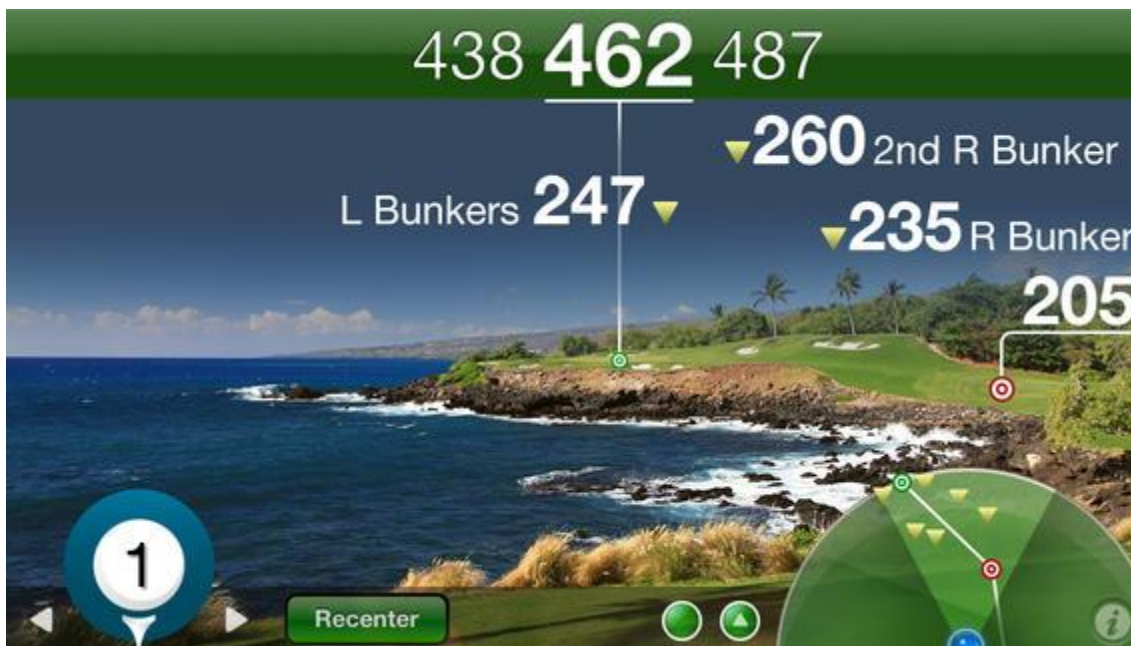 438 462 487
260 2nd R Bunker
L Bunkers 247
235 R Bunker
205
1
Recenter
i